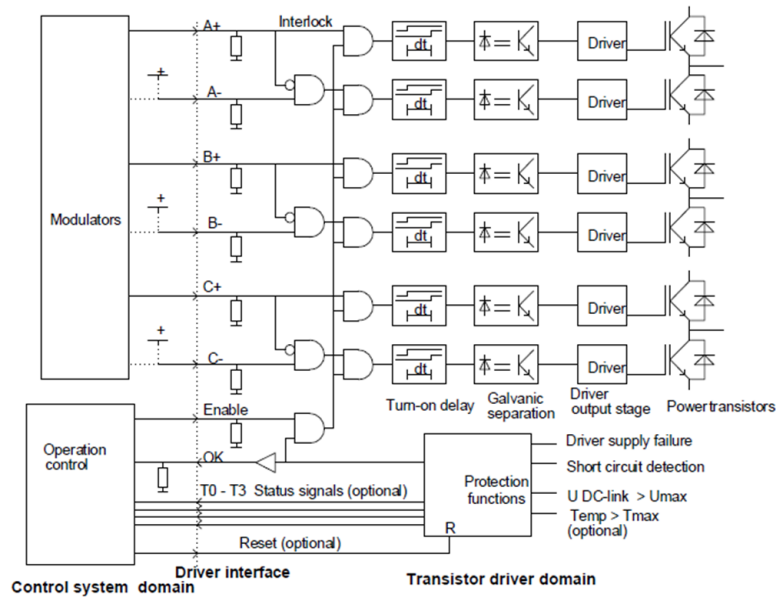 A+ Interlock
dt
Driver
+
A-
dt
Driver
B+
dt
Driver
Modulators
+
B-
dt
Driver
C+
dt
Driver
+
C-
dt
Driver
Turn-on delay
Galvanic
separation
Driver
output stage
Power transistors
Enable
Operation
control
OK
Protection
functions
R
Driver supply failure
Short circuit detection
U DC-link > Umax
Temp > Tmax
(optional)
T0 - T3 Status signals (optional)
Reset (optional)
Control system domain
Driver interface
Transistor driver domain